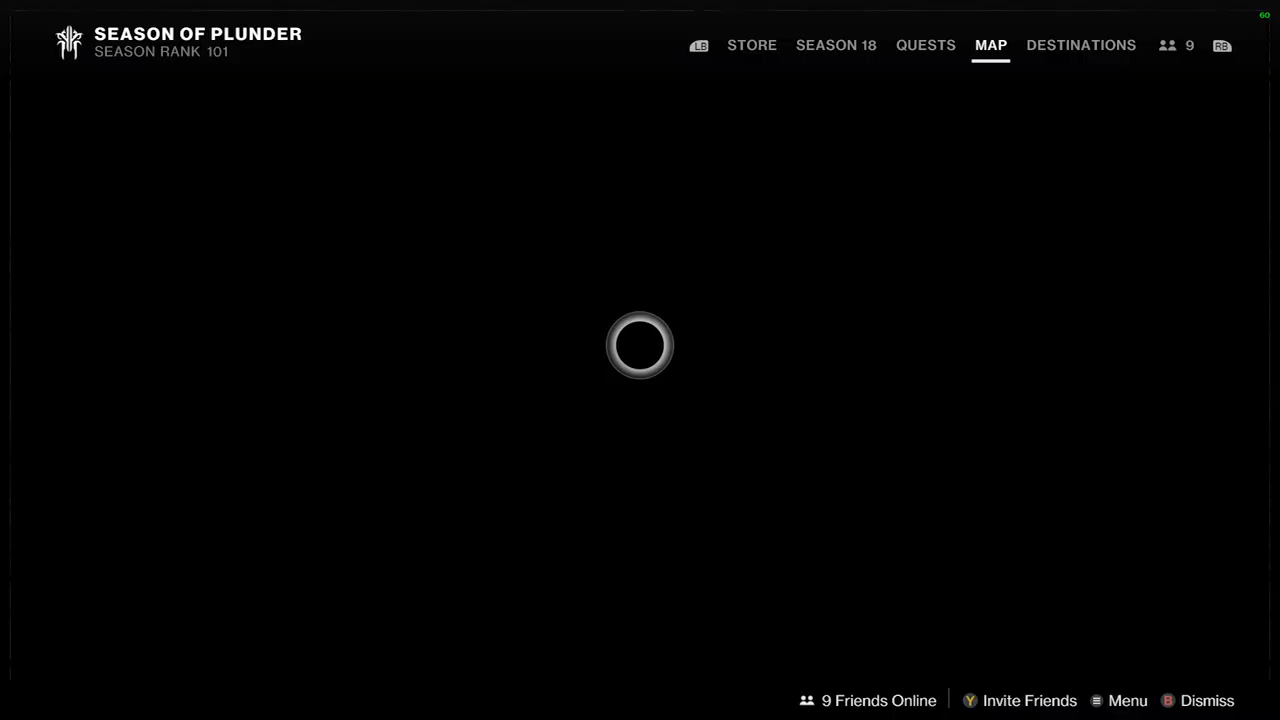 60
SEASON OF PLUNDER
SEASON RANK 101
LB STORE SEASON 18 QUESTS MAP DESTINATIONS 9 RB
9 Friends Online Y Invite Friends Menu B Dismiss